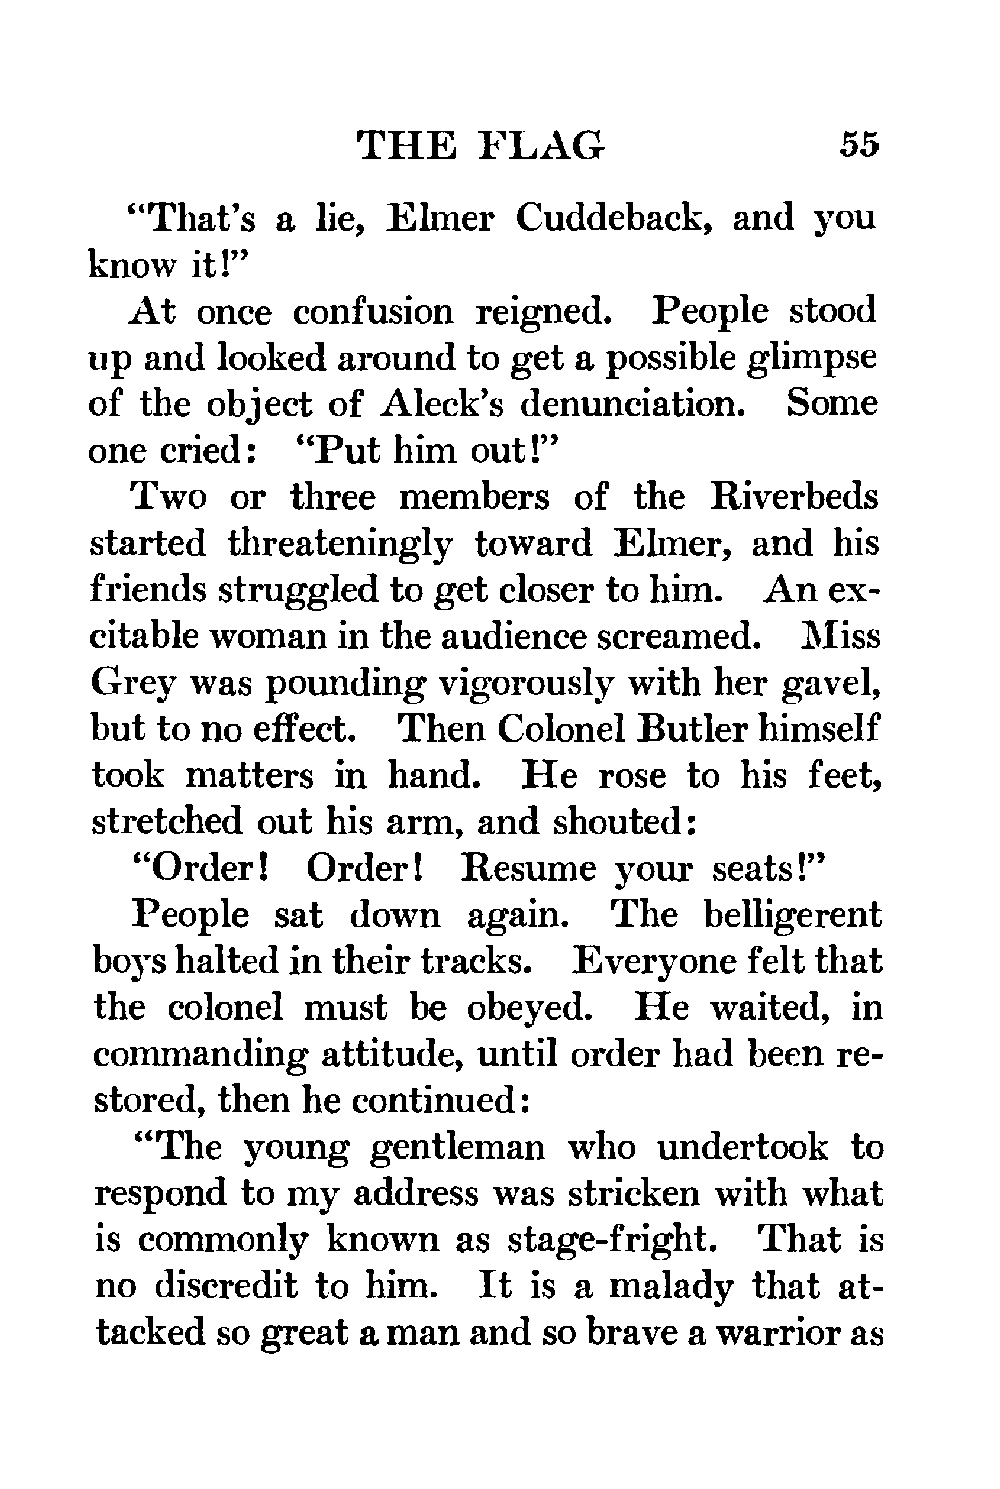 THE FLAG 55
“That’s a lie, Elmer Cuddeback, and you
know it!”
At once confusion reigned. People stood
up and looked around to get a possible glimpse
of the object of Aleck’s denunciation. Some
one cried: “Put him out!”
Two or three members of the Riverbeds
started threateningly toward Elmer, and his
friends struggled to get closer to him. An ex-
citable woman in the audience screamed. Miss
Grey was pounding vigorously with her gavel,
but to no effect. Then Colonel Butler himself
took matters in hand. He rose to his feet,
stretched out his arm, and shouted:
“Order! Order! Resume your seats!”
People sat down again. The belligerent
boys halted in their tracks. Everyone felt that
the colonel must be obeyed. He waited, in
commanding attitude, until order had been re-
stored, then he continued:
“The young gentleman who undertook to
respond to my address was stricken with what
is commonly known as stage-fright. That is
no discredit to him. It is a malady that at-
tacked so great a man and so brave a warrior as